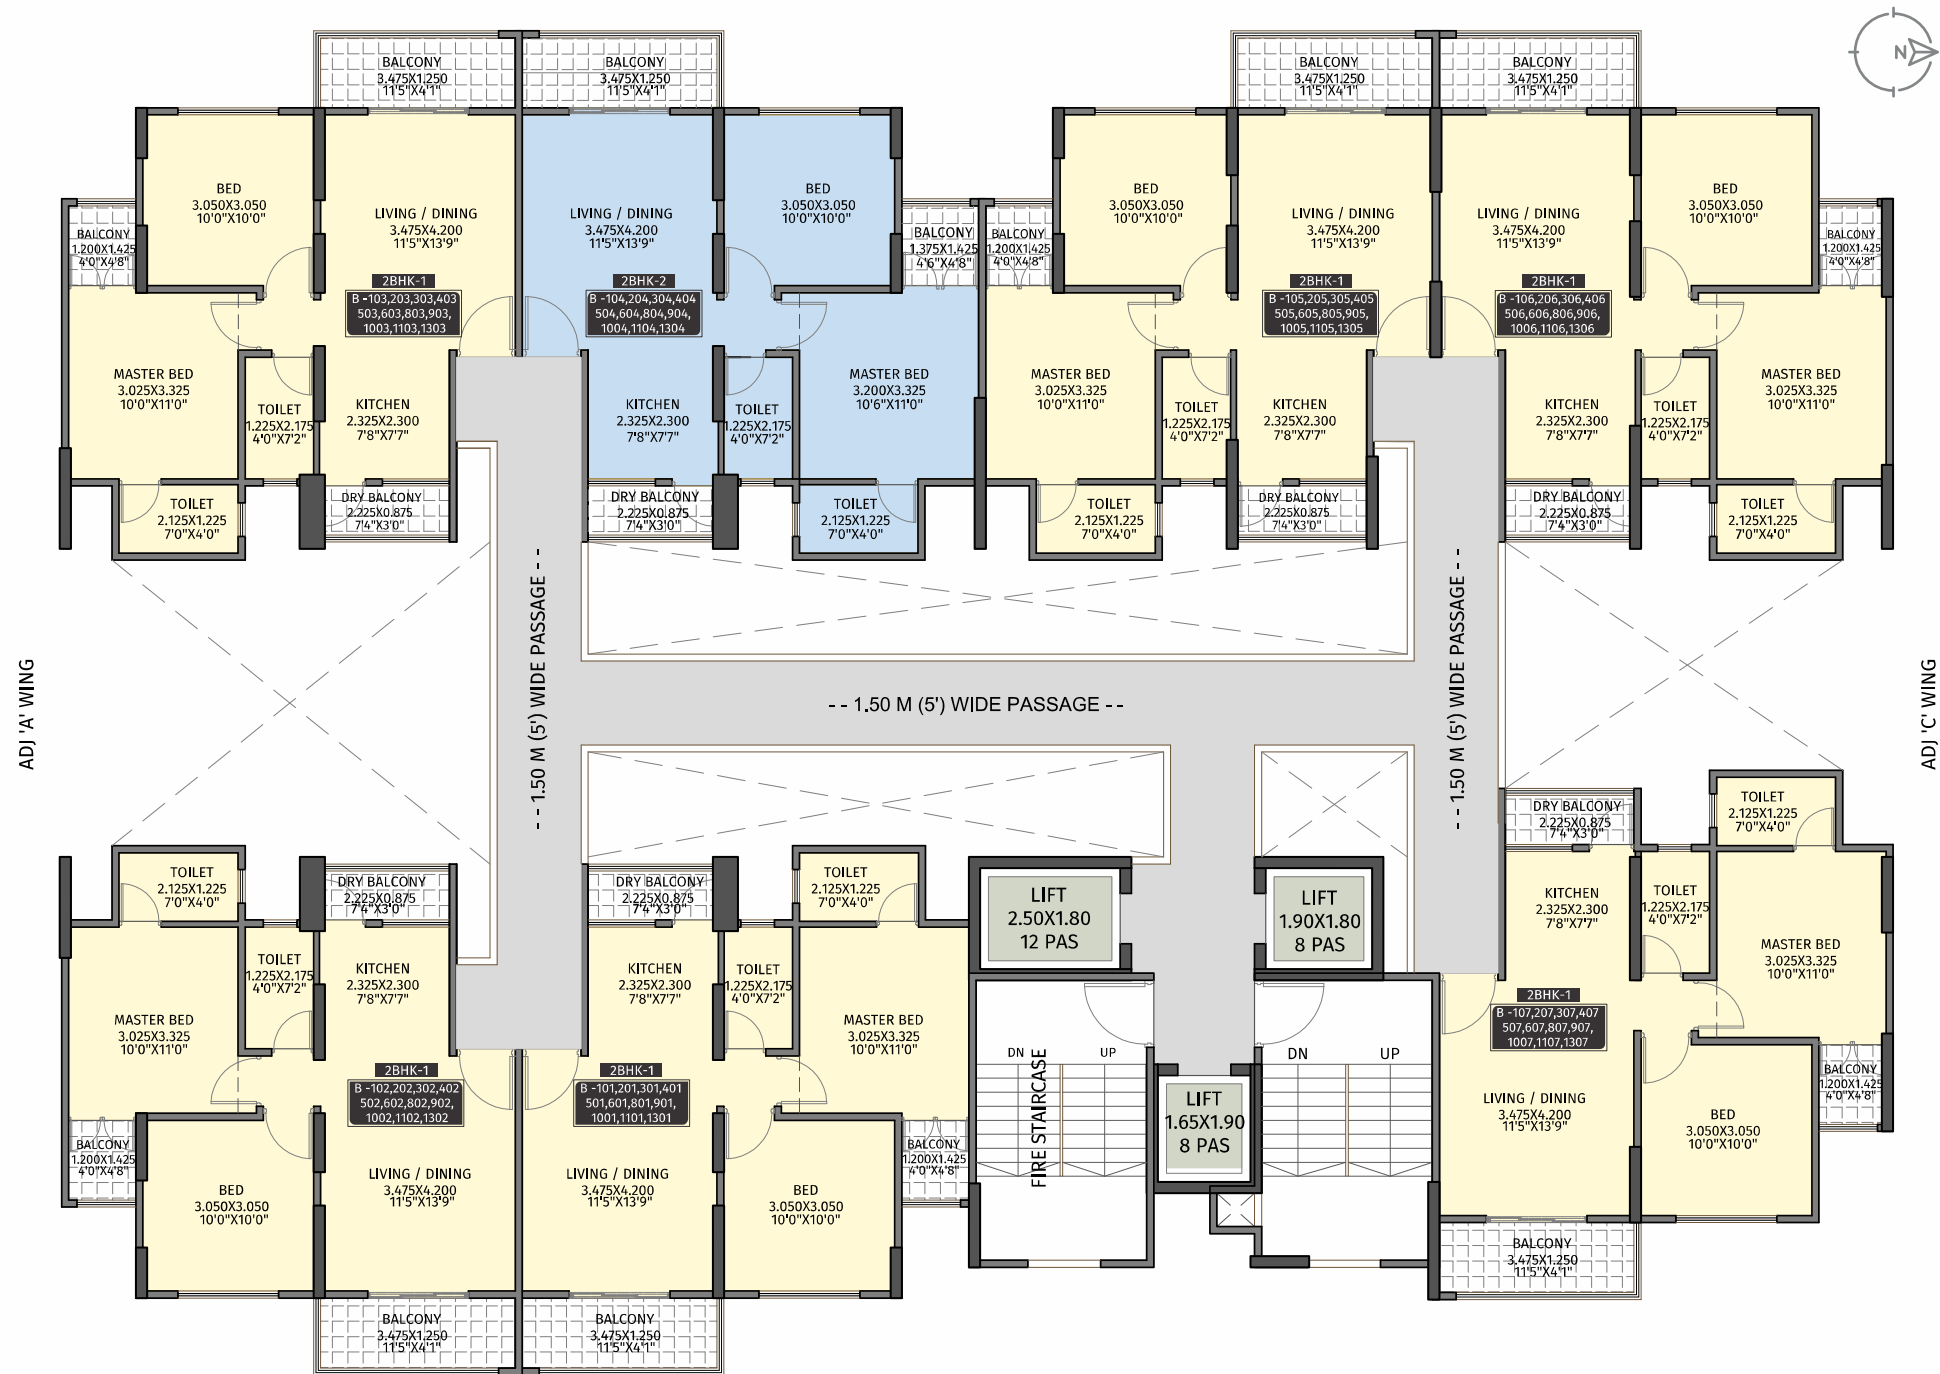 N
BALCONY
3.475X1.250
11'5"X4'1"
BALCONY
3.475X1.250
11'5"X4'1"
BALCONY
3.475X1.250
11'5"X4'1"
BALCONY
3.475X1.250
11'5"X4'1"
BED
3.050X3.050
10'0"X10'0"
LIVING / DINING
3.475X4.200
11'5"X13'9"
BALCONY
1.200X1.425
4'0"X4'8"
2BHK-1
B -103,203,303,403
503,603,803,903,
1003,1103,1303
MASTER BED
3.025X3.325
10'0"X11'0"
TOILET
1.225X2.175
4'0"X7'2"
KITCHEN
2.325X2.300
7'8"X7'7"
TOILET
2.125X1.225
7'0"X4'0"
DRY BALCONY
2.225X0.875
7'4"X3'0"
LIVING / DINING
3.475X4.200
11'5"X13'9"
BED
3.050X3.050
10'0"X10'0"
BALCONY
1.375X1.425
4'6"X4'8"
2BHK-2
B -104,204,304,404
504,604,804,904,
1004,1104,1304
KITCHEN
2.325X2.300
7'8"X7'7"
TOILET
1.225X2.175
4'0"X7'2"
MASTER BED
3.200X3.325
10'6"X11'0"
DRY BALCONY
2.225X0.875
7'4"X3'0"
TOILET
2.125X1.225
7'0"X4'0"
BED
3.050X3.050
10'0"X10'0"
LIVING / DINING
3.475X4.200
11'5"X13'9"
BALCONY
1.200X1.425
4'0"X4'8"
2BHK-1
B -105,205,305,405
505,605,805,905,
1005,1105,1305
MASTER BED
3.025X3.325
10'0"X11'0"
TOILET
1.225X2.175
4'0"X7'2"
KITCHEN
2.325X2.300
7'8"X7'7"
TOILET
2.125X1.225
7'0"X4'0"
DRY BALCONY
2.225X0.875
7'4"X3'0"
LIVING / DINING
3.475X4.200
11'5"X13'9"
BED
3.050X3.050
10'0"X10'0"
BALCONY
1.200X1.425
4'0"X4'8"
2BHK-1
B -106,206,306,406
506,606,806,906,
1006,1106,1306
KITCHEN
2.325X2.300
7'8"X7'7"
TOILET
1.225X2.175
4'0"X7'2"
MASTER BED
3.025X3.325
10'0"X11'0"
DRY BALCONY
2.225X0.875
7'4"X3'0"
TOILET
2.125X1.225
7'0"X4'0"
ADJ 'A' WING
-- 1.50 M (5') WIDE PASSAGE --
-- 1.50 M (5') WIDE PASSAGE --
-- 1.50 M (5') WIDE PASSAGE --
ADJ 'C' WING
TOILET
2.125X1.225
7'0"X4'0"
DRY BALCONY
2.225X0.875
7'4"X3'0"
TOILET
1.225X2.175
4'0"X7'2"
KITCHEN
2.325X2.300
7'8"X7'7"
MASTER BED
3.025X3.325
10'0"X11'0"
2BHK-1
B -102,202,302,402
502,602,802,902,
1002,1102,1302
BALCONY
1.200X1.425
4'0"X4'8"
BED
3.050X3.050
10'0"X10'0"
LIVING / DINING
3.475X4.200
11'5"X13'9"
BALCONY
3.475X1.250
11'5"X4'1"
DRY BALCONY
2.225X0.875
7'4"X3'0"
TOILET
2.125X1.225
7'0"X4'0"
KITCHEN
2.325X2.300
7'8"X7'7"
TOILET
1.225X2.175
4'0"X7'2"
MASTER BED
3.025X3.325
10'0"X11'0"
2BHK-1
B -101,201,301,401
501,601,801,901,
1001,1101,1301
BALCONY
1.200X1.425
4'0"X4'8"
LIVING / DINING
3.475X4.200
11'5"X13'9"
BED
3.050X3.050
10'0"X10'0"
BALCONY
3.475X1.250
11'5"X4'1"
LIFT
2.50X1.80
12 PAS
LIFT
1.90X1.80
8 PAS
DN
UP
FIRE STAIRCASE
LIFT
1.65X1.90
8 PAS
DN
UP
TOILET
2.125X1.225
7'0"X4'0"
DRY BALCONY
2.225X0.875
7'4"X3'0"
KITCHEN
2.325X2.300
7'8"X7'7"
TOILET
1.225X2.175
4'0"X7'2"
MASTER BED
3.025X3.325
10'0"X11'0"
2BHK-1
B -107,207,307,407
507,607,807,907,
1007,1107,1307
BALCONY
1.200X1.425
4'0"X4'8"
LIVING / DINING
3.475X4.200
11'5"X13'9"
BED
3.050X3.050
10'0"X10'0"
BALCONY
3.475X1.250
11'5"X4'1"